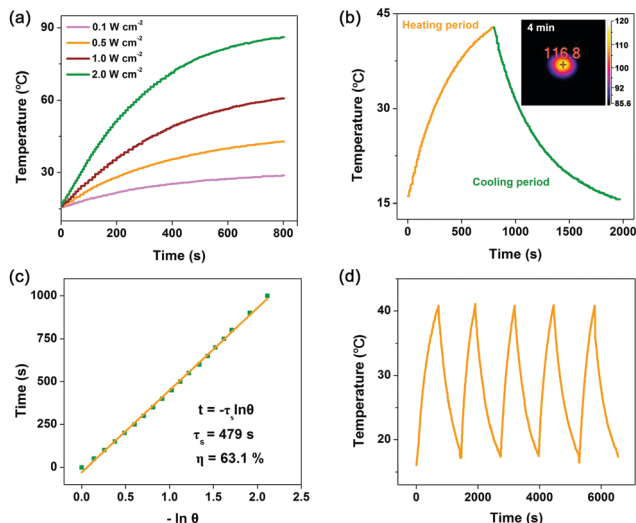 (a)
90
60
30
0 200 400 600 800
Temperature (°C)
Time (s)
0.1 W cm⁻²
0.5 W cm⁻²
1.0 W cm⁻²
2.0 W cm⁻²
(b)
45
35
25
15
0 500 1000 1500 2000
Temperature (°C)
Time (s)
Heating period
Cooling period
4 min
116.8
120
110
100
92
85.6
(c)
1000
750
500
250
0
0.0 0.5 1.0 1.5 2.0 2.5
Time (s)
- ln θ
t = -τs lnθ
τs = 479 s
η = 63.1 %
(d)
40
30
20
0 2000 4000 6000
Temperature (°C)
Time (s)